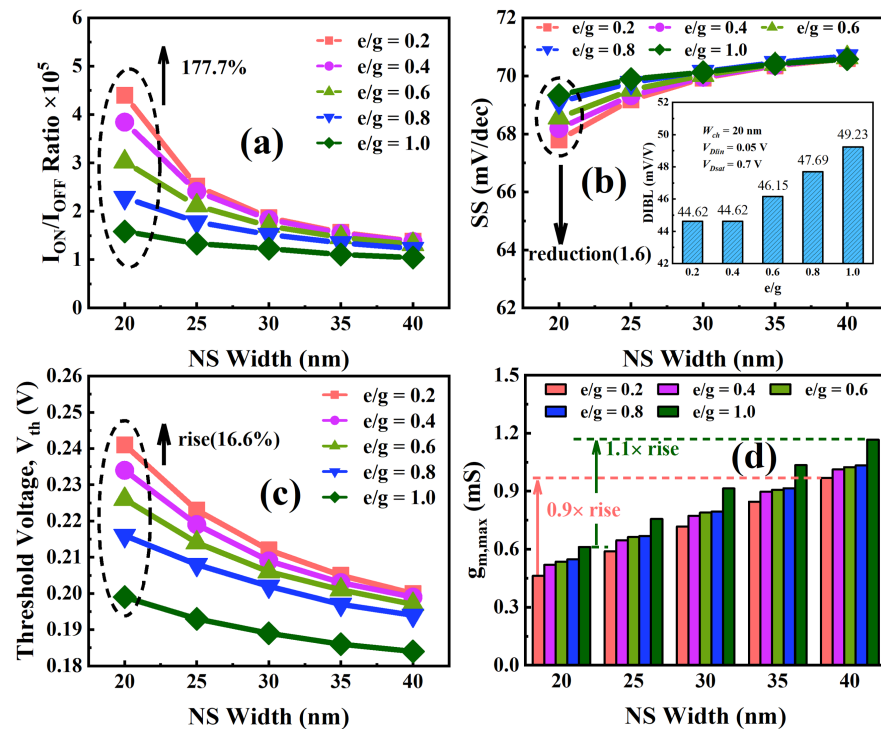 e/g = 0.2
e/g = 0.4
e/g = 0.6
e/g = 0.8
e/g = 1.0
177.7%
(a)
I_ON/I_OFF Ratio ×10^5
6
5
4
3
2
1
0
20 25 30 35 40
NS Width (nm)
e/g = 0.2 e/g = 0.4 e/g = 0.6
e/g = 0.8 e/g = 1.0
SS (mV/dec)
72
70
68
66
64
62
(b)
reduction(1.6)
W_ch = 20 nm
V_Dlin = 0.05 V
V_Dsat = 0.7 V
DIBL (mV/V)
52
50
48
46
44
42
44.62 44.62 46.15 47.69 49.23
0.2 0.4 0.6 0.8 1.0
e/g
20 25 30 35 40
NS Width (nm)
e/g = 0.2
e/g = 0.4
e/g = 0.6
e/g = 0.8
e/g = 1.0
rise(16.6%)
(c)
Threshold Voltage, V_th (V)
0.26
0.25
0.24
0.23
0.22
0.21
0.20
0.19
0.18
20 25 30 35 40
NS Width (nm)
e/g = 0.2 e/g = 0.4 e/g = 0.6
e/g = 0.8 e/g = 1.0
1.1× rise
(d)
0.9× rise
g_m,max (mS)
1.5
1.2
0.9
0.6
0.3
0.0
20 25 30 35 40
NS Width (nm)